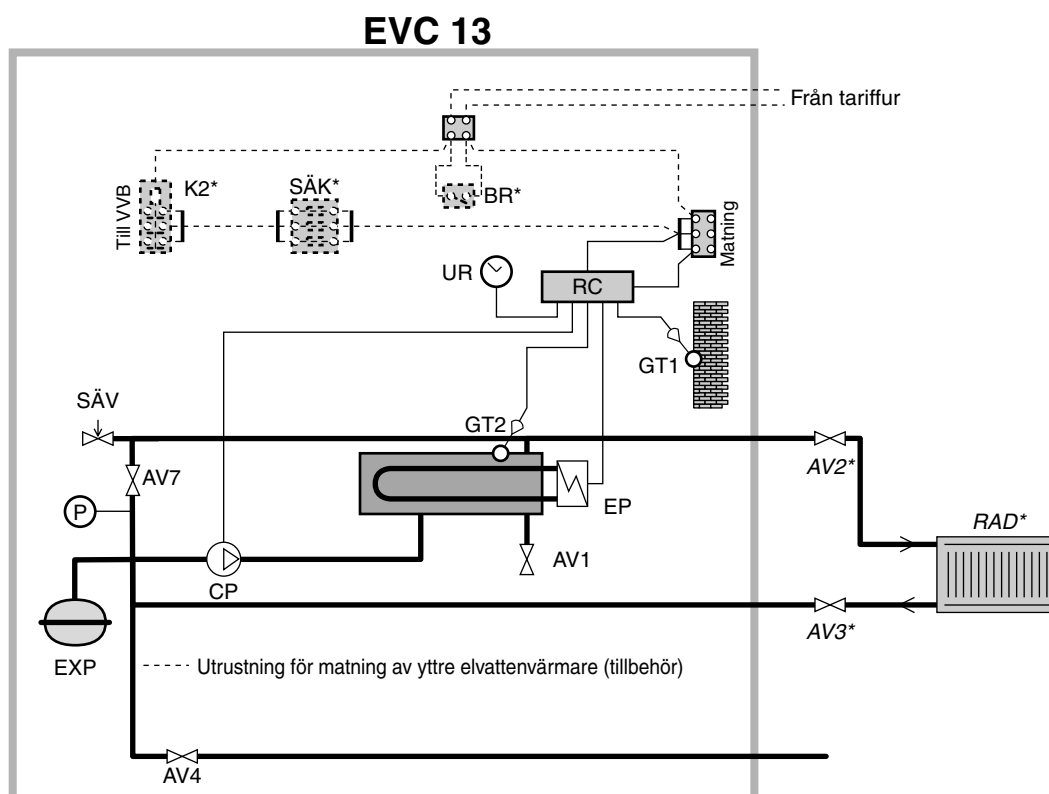 EVC 13
Från tariffur
Till VVB
K2*
SÄK*
BR*
Matning
UR
RC
GT1
SÄV
GT2
AV7
AV2*
P
EP
RAD*
AV1
CP
AV3*
EXP
Utrustning för matning av yttre elvattenvärmare (tillbehör)
AV4